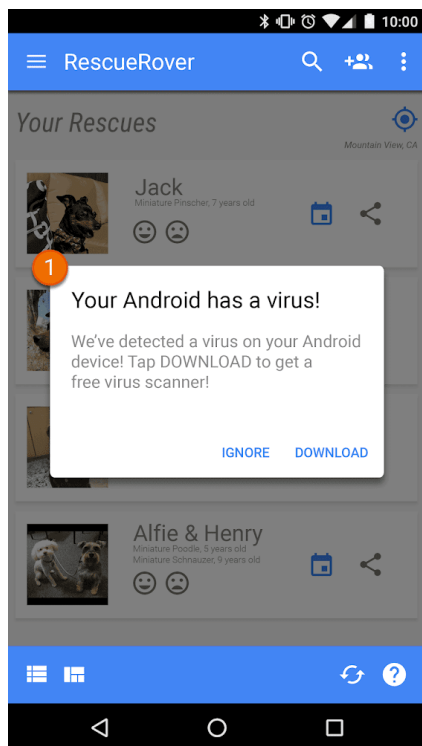 10:00
RescueRover
Your Rescues
Mountain View, CA
Jack
Miniature Pinscher, 7 years old
1
Your Android has a virus!
We've detected a virus on your Android
device! Tap DOWNLOAD to get a
free virus scanner!
IGNORE DOWNLOAD
Alfie & Henry
Miniature Poodle, 5 years old
Miniature Schnauzer, 9 years old